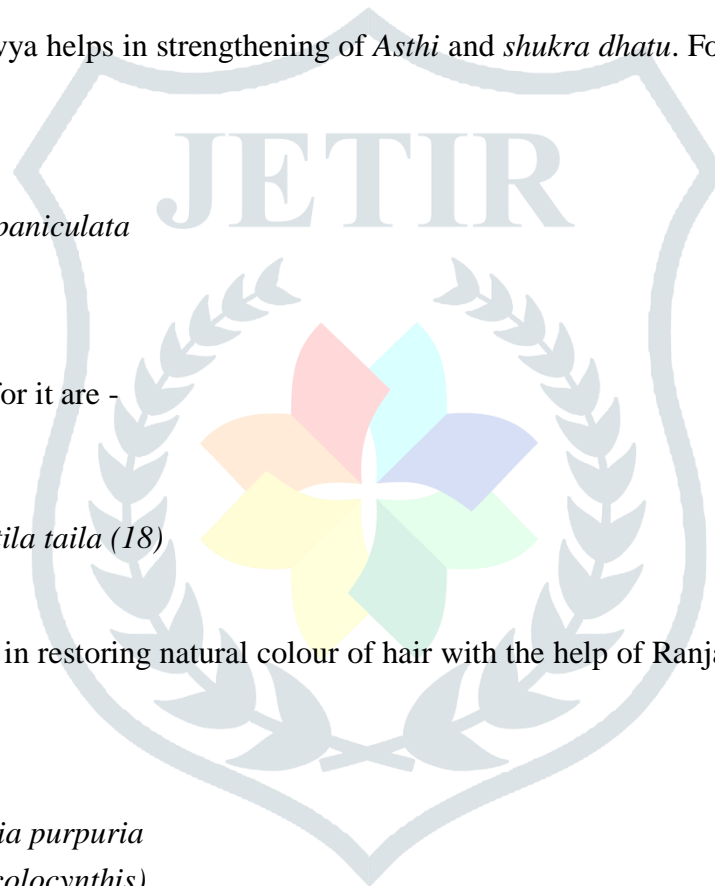 vya helps in strengthening of Asthi and shukra dhatu. Fo
JETIR
paniculata
for it are -
tila taila (18)
in restoring natural colour of hair with the help of Ranja
ia purpuria
colocynthis)